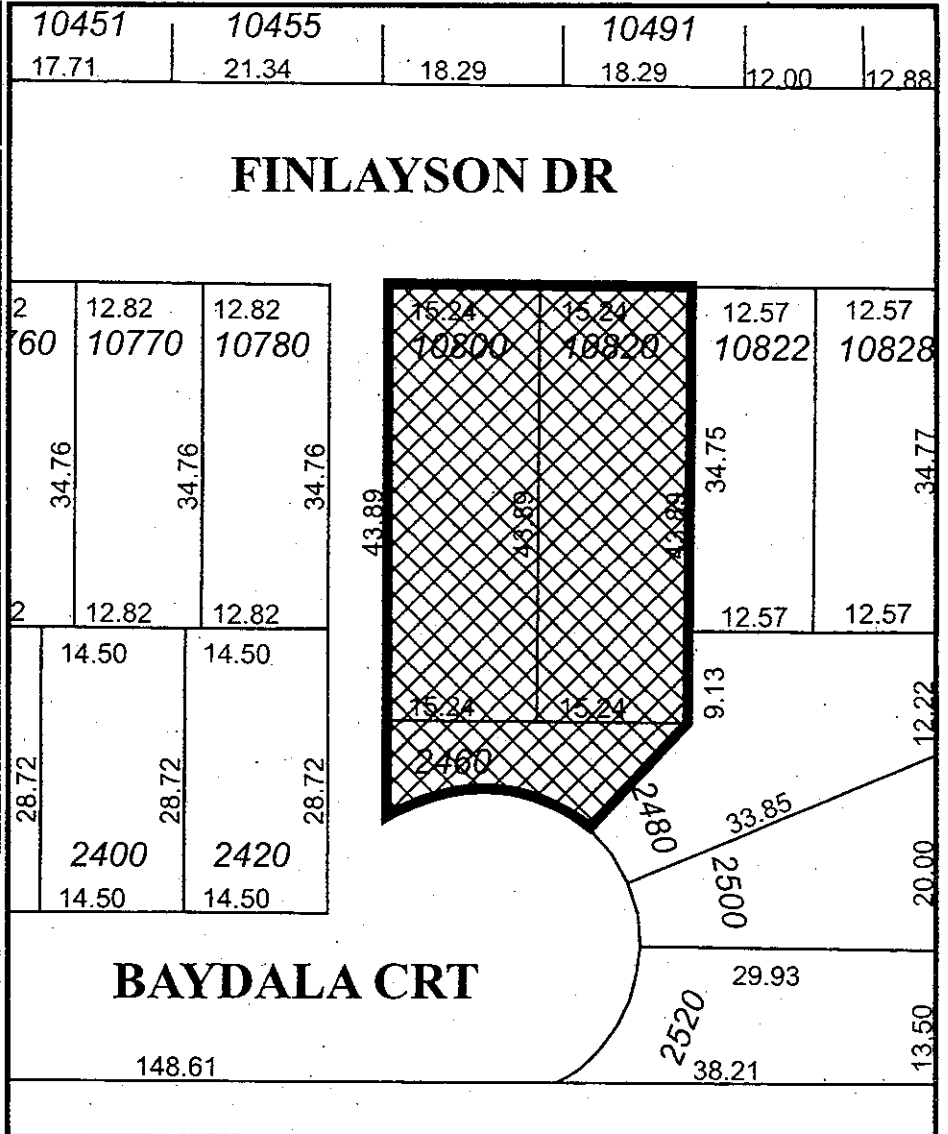 10451 10455 10491
17.71 21.34 18.29 18.29 12.00 12.88
FINLAYSON DR
2 12.82 12.82 15.24 15.24 12.57 12.57
760 10770 10780 10800 10820 10822 10828
34.76 34.76 34.76 43.89 43.89 43.89 34.75 34.77
2 12.82 12.82 12.57 12.57
14.50 14.50 15.24 15.24 9.13 12.22
28.72 28.72 28.72 2460 2480 33.85
2400 2420 2500 20.00
14.50 14.50
BAYDALA CRT 29.93
2520 13.50
148.61 38.21